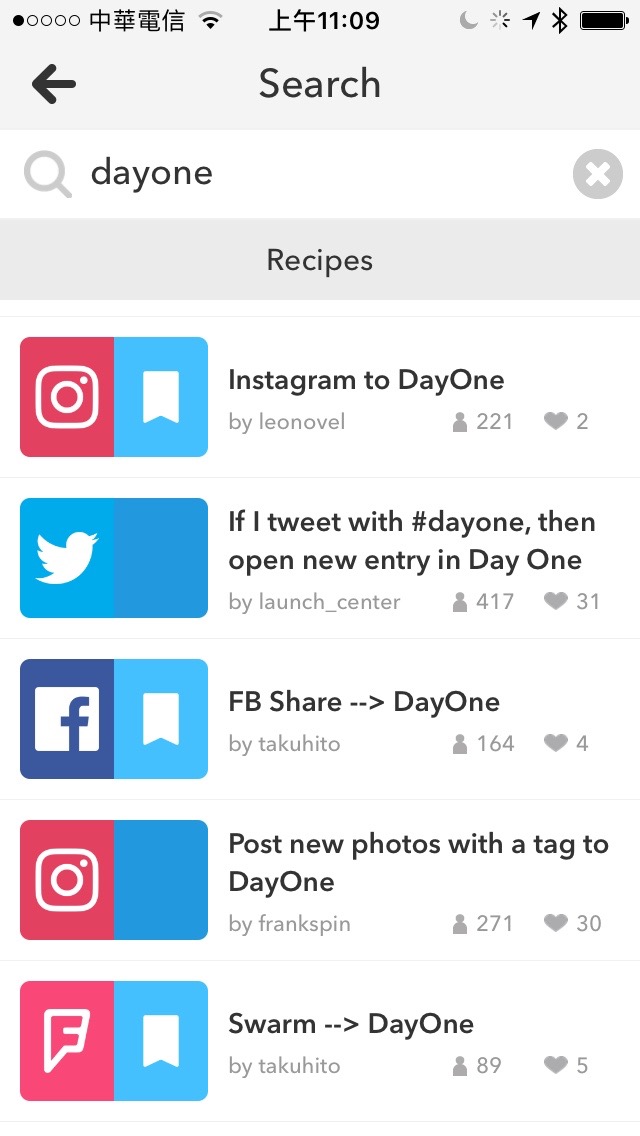 中華電信 上午11:09
Search
dayone
Recipes
Instagram to DayOne
by leonovel 221 2
If I tweet with #dayone, then
open new entry in Day One
by launch_center 417 31
FB Share --> DayOne
by takuhito 164 4
Post new photos with a tag to
DayOne
by frankspin 271 30
Swarm --> DayOne
by takuhito 89 5